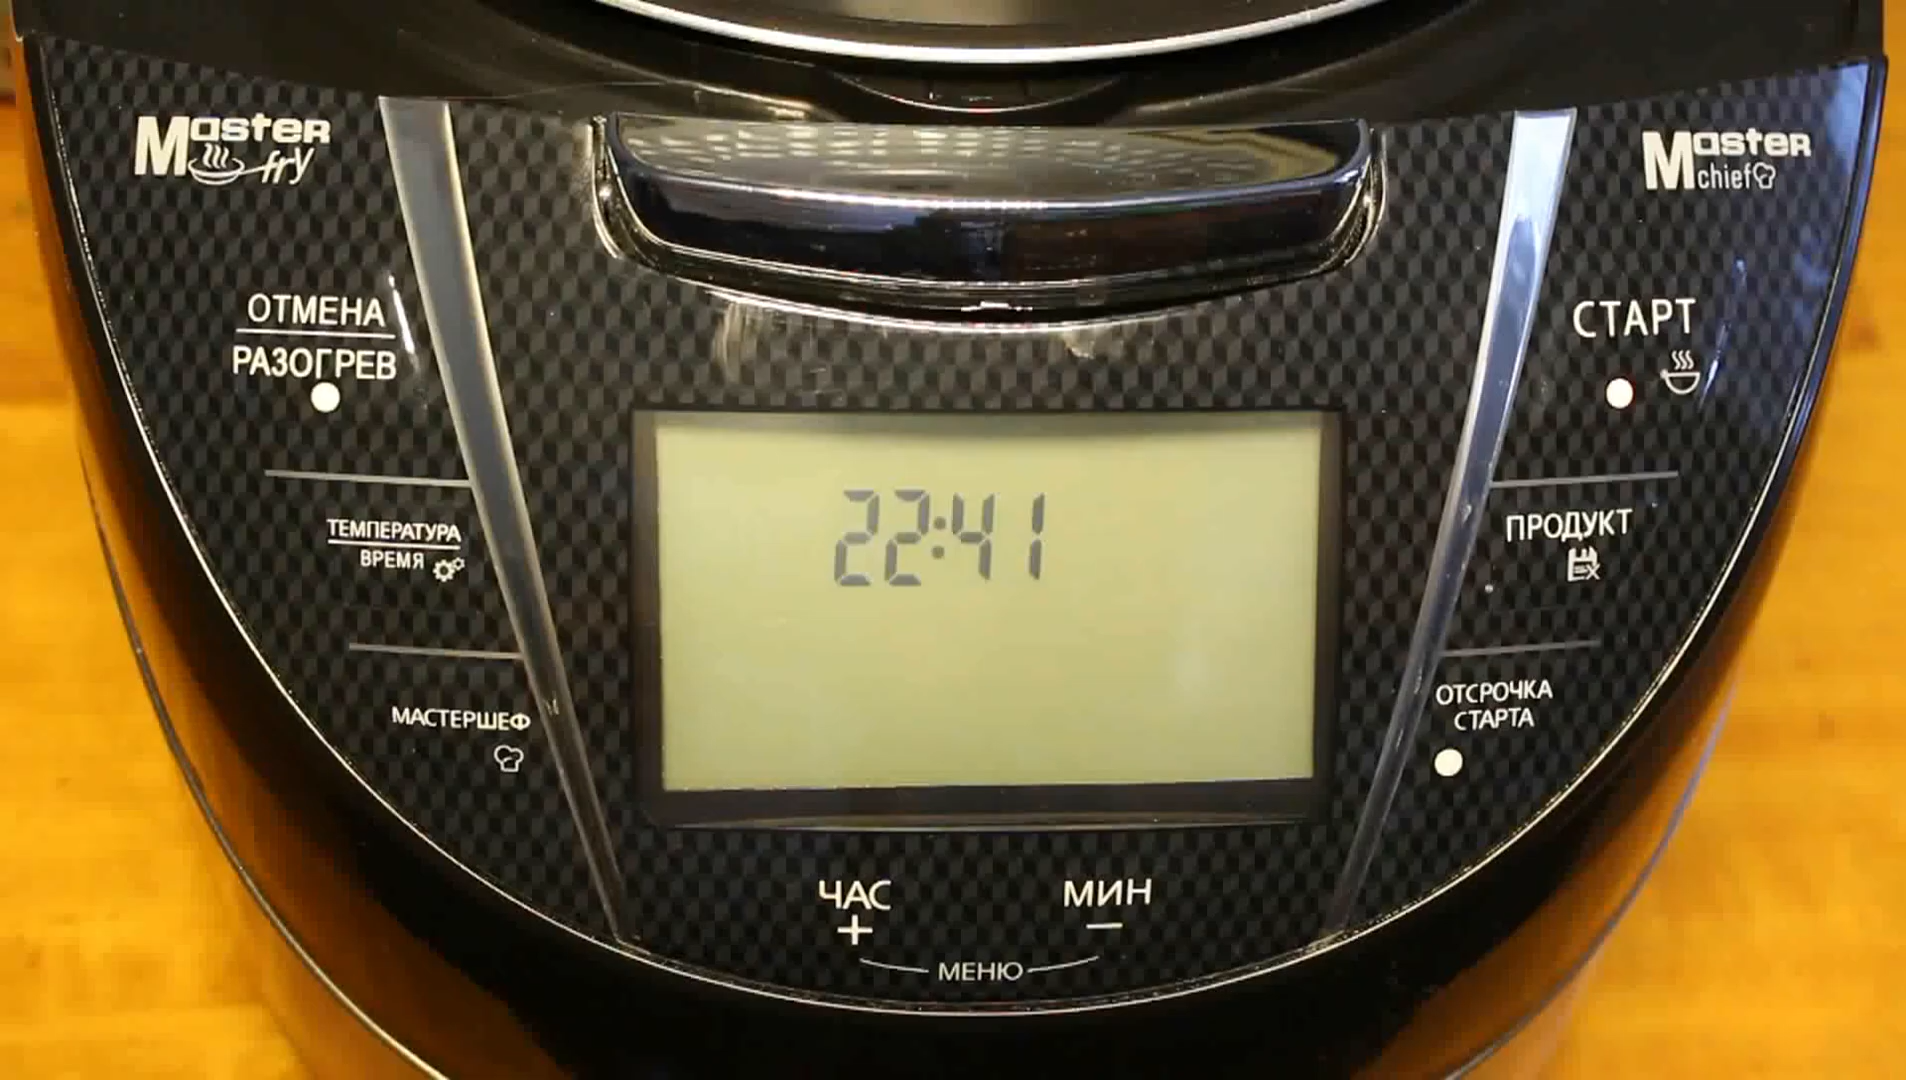 Master
fry
Master
chief
ОТМЕНА
РАЗОГРЕВ
СТАРТ
22:41
ТЕМПЕРАТУРА
ВРЕМЯ
ПРОДУКТ
МАСТЕРШЕФ
ОТСРОЧКА
СТАРТА
ЧАС
+
МИН
—
МЕНЮ